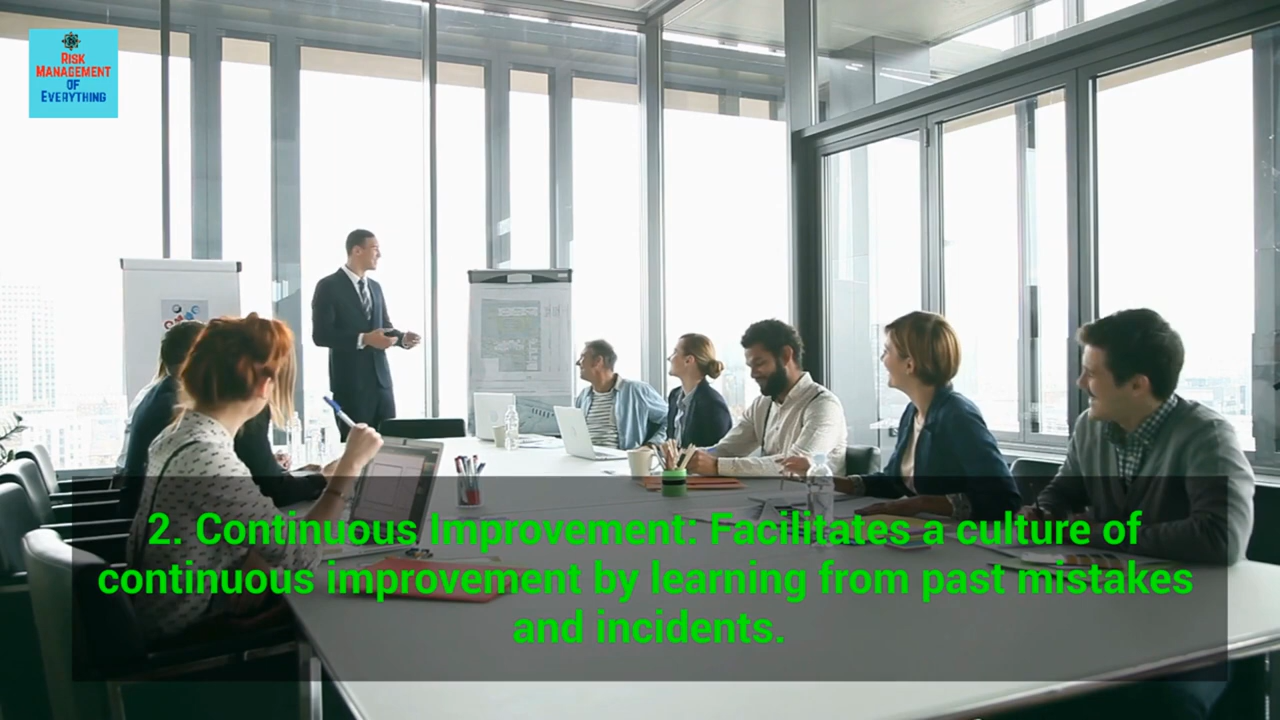 RISK
MANAGEMENT
OF
EVERYTHING
2. Continuous Improvement: Facilitates a culture of
continuous improvement by learning from past mistakes
and incidents.